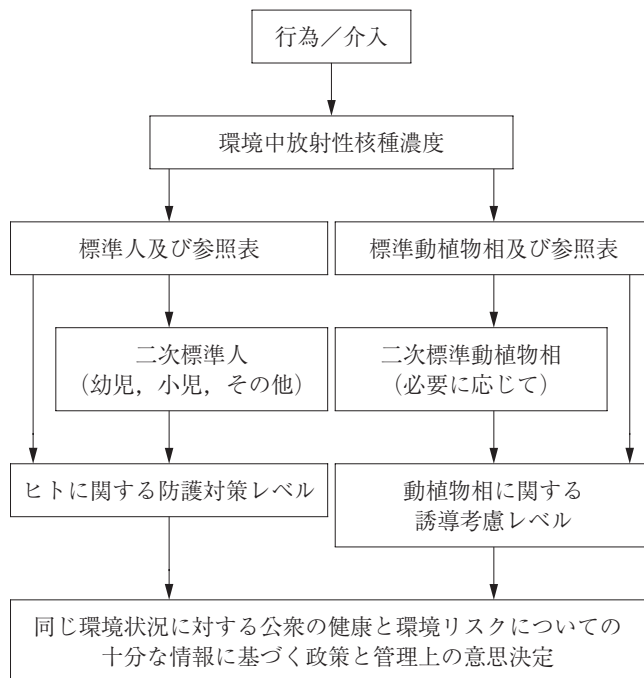 行為／介入
環境中放射性核種濃度
標準人及び参照表
標準動植物相及び参照表
二次標準人
（幼児，小児，その他）
二次標準動植物相
（必要に応じて）
ヒトに関する防護対策レベル
動植物相に関する
誘導考慮レベル
同じ環境状況に対する公衆の健康と環境リスクについての
十分な情報に基づく政策と管理上の意思決定